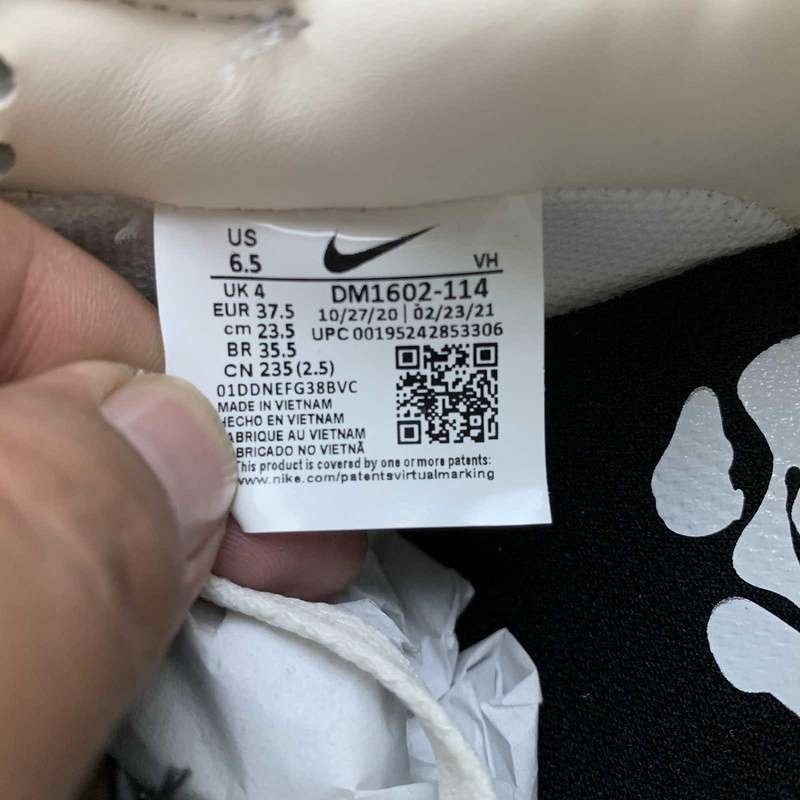 US
6.5
VH
UK 4
EUR 37.5
cm 23.5
BR 35.5
CN 235 (2.5)
DM1602-114
10/27/20 | 02/23/21
UPC 00195242853306
01DDNEFG38BVC
MADE IN VIETNAM
HECHO EN VIETNAM
FABRIQUE AU VIETNAM
FABRICADO NO VIETNÃ
This product is covered by one or more patents:
www.nike.com/patentsvirtualmarking